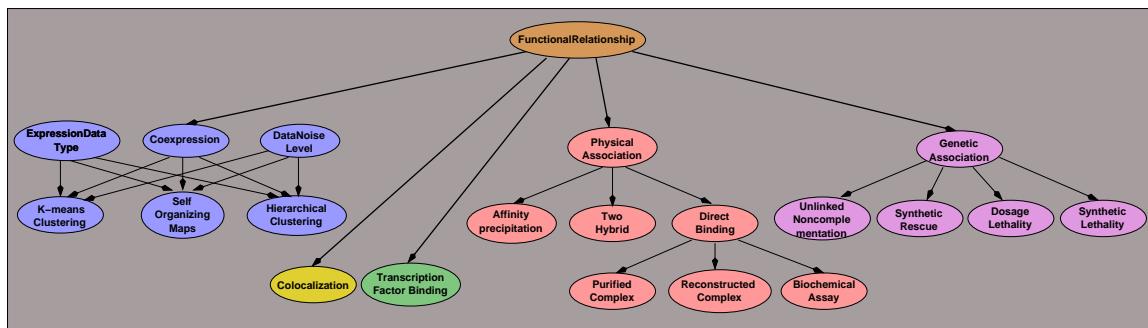 FunctionalRelationship
ExpressionData
Type
Coexpression
DataNoise
Level
Physical
Association
Genetic
Association
K−means
Clustering
Self
Organizing
Maps
Hierarchical
Clustering
Affinity
precipitation
Two
Hybrid
Direct
Binding
Unlinked
Noncomple
mentation
Synthetic
Rescue
Dosage
Lethality
Synthetic
Lethality
Colocalization
Transcription
Factor Binding
Purified
Complex
Reconstructed
Complex
Biochemical
Assay